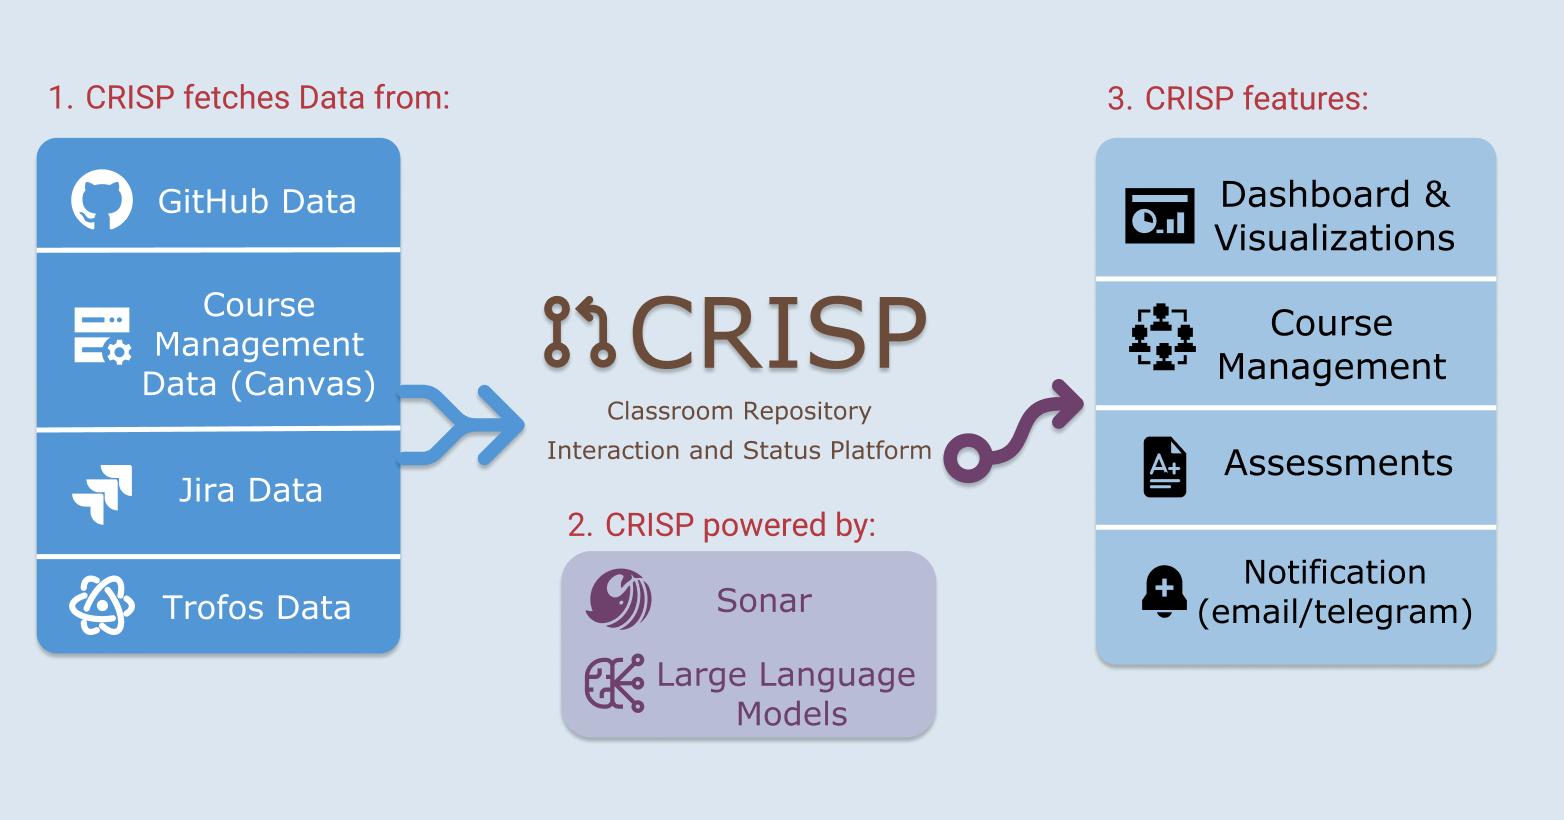 1. CRISP fetches Data from:
GitHub Data
Course
Management
Data (Canvas)
Jira Data
Trofos Data
CRISP
Classroom Repository
Interaction and Status Platform
2. CRISP powered by:
Sonar
Large Language
Models
3. CRISP features:
Dashboard &
Visualizations
Course
Management
A+
Assessments
Notification
(email/telegram)